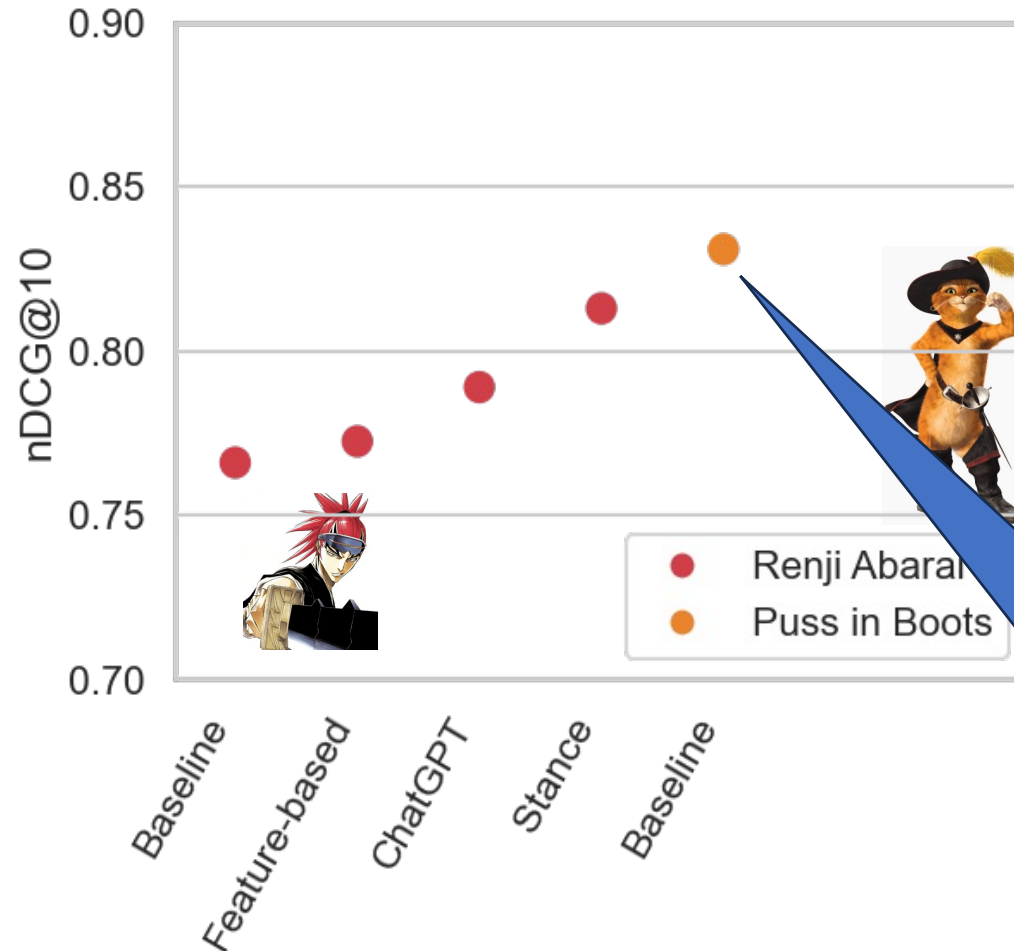 0.90
0.85
nDCG@10
0.80
0.75
Renji Abarai
Puss in Boots
0.70
Baseline
Feature-based
ChatGPT
Stance
Baseline